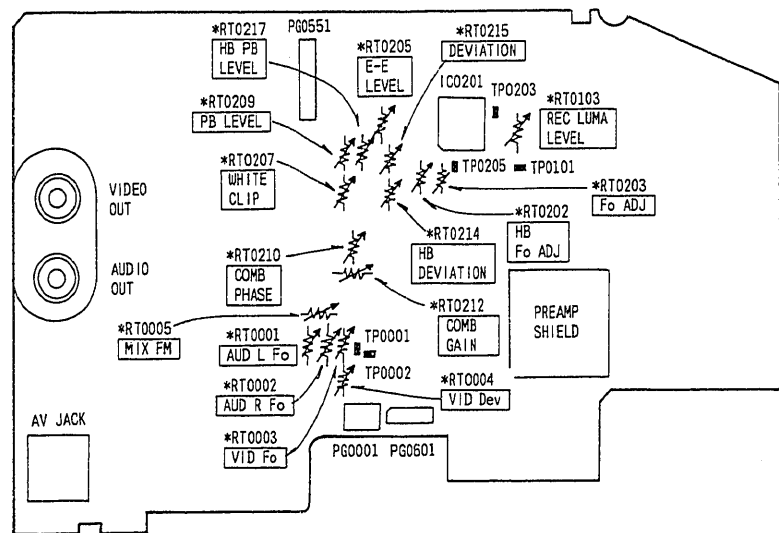 *RT0217
HB PB
LEVEL
PG0551
*RT0205
E-E
LEVEL
*RT0215
DEVIATION
IC0201
TP0203
*RT0103
REC LUMA
LEVEL
*RT0209
PB LEVEL
*RT0207
WHITE
CLIP
TP0205
TP0101
*RT0203
Fo ADJ
*RT0202
HB
Fo ADJ
VIDEO
OUT
AUDIO
OUT
*RT0214
HB
DEVIATION
*RT0210
COMB
PHASE
*RT0212
COMB
GAIN
PREAMP
SHIELD
*RT0005
MIX FM
*RT0001
AUD L Fo
TP0001
TP0002
*RT0002
AUD R Fo
*RT0004
VID Dev
AV JACK
*RT0003
VID Fo
PG0001 PG0601